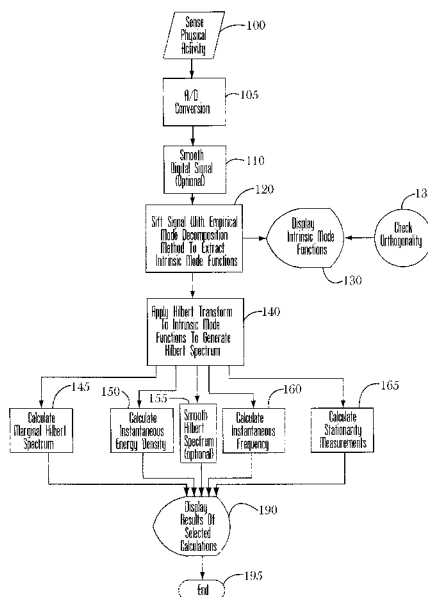 Sense
Physical
Activity
100
A/D
Conversion
105
Smooth
Digital Signal
(Optional)
110
120
Sift Signal With Empirical
Mode Decomposition
Method To Extract Intrinsic Mode Functions
Display
Intrinsic Mode
Functions
130
13
Check
Orthogonality
Apply Hilbert Transform
To Intrinsic Mode
Functions To Generate
Hilbert Spectrum
140
145
Calculate
Marginal Hilbert
Spectrum
150
Calculate
Instantaneous
Energy Density
155
Smooth
Hilbert
Spectrum
(optional)
160
Calculate
Instantaneous
Frequency
165
Calculate
Stationarity
Measurements
Display
Results Of
Selected
Calculations
190
End
195